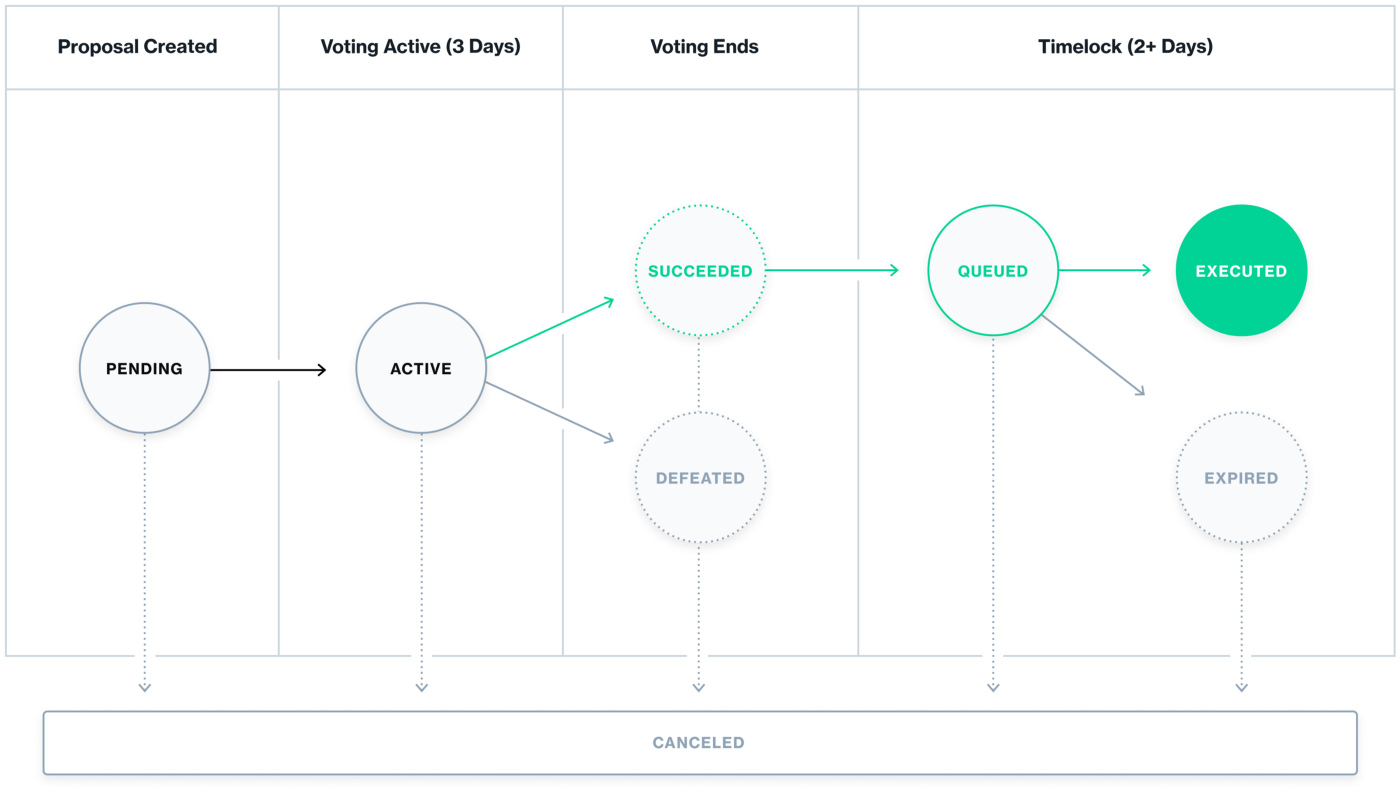 Proposal Created
Voting Active (3 Days)
Voting Ends
Timelock (2+ Days)
PENDING
ACTIVE
SUCCEEDED
DEFEATED
QUEUED
EXECUTED
EXPIRED
CANCELED